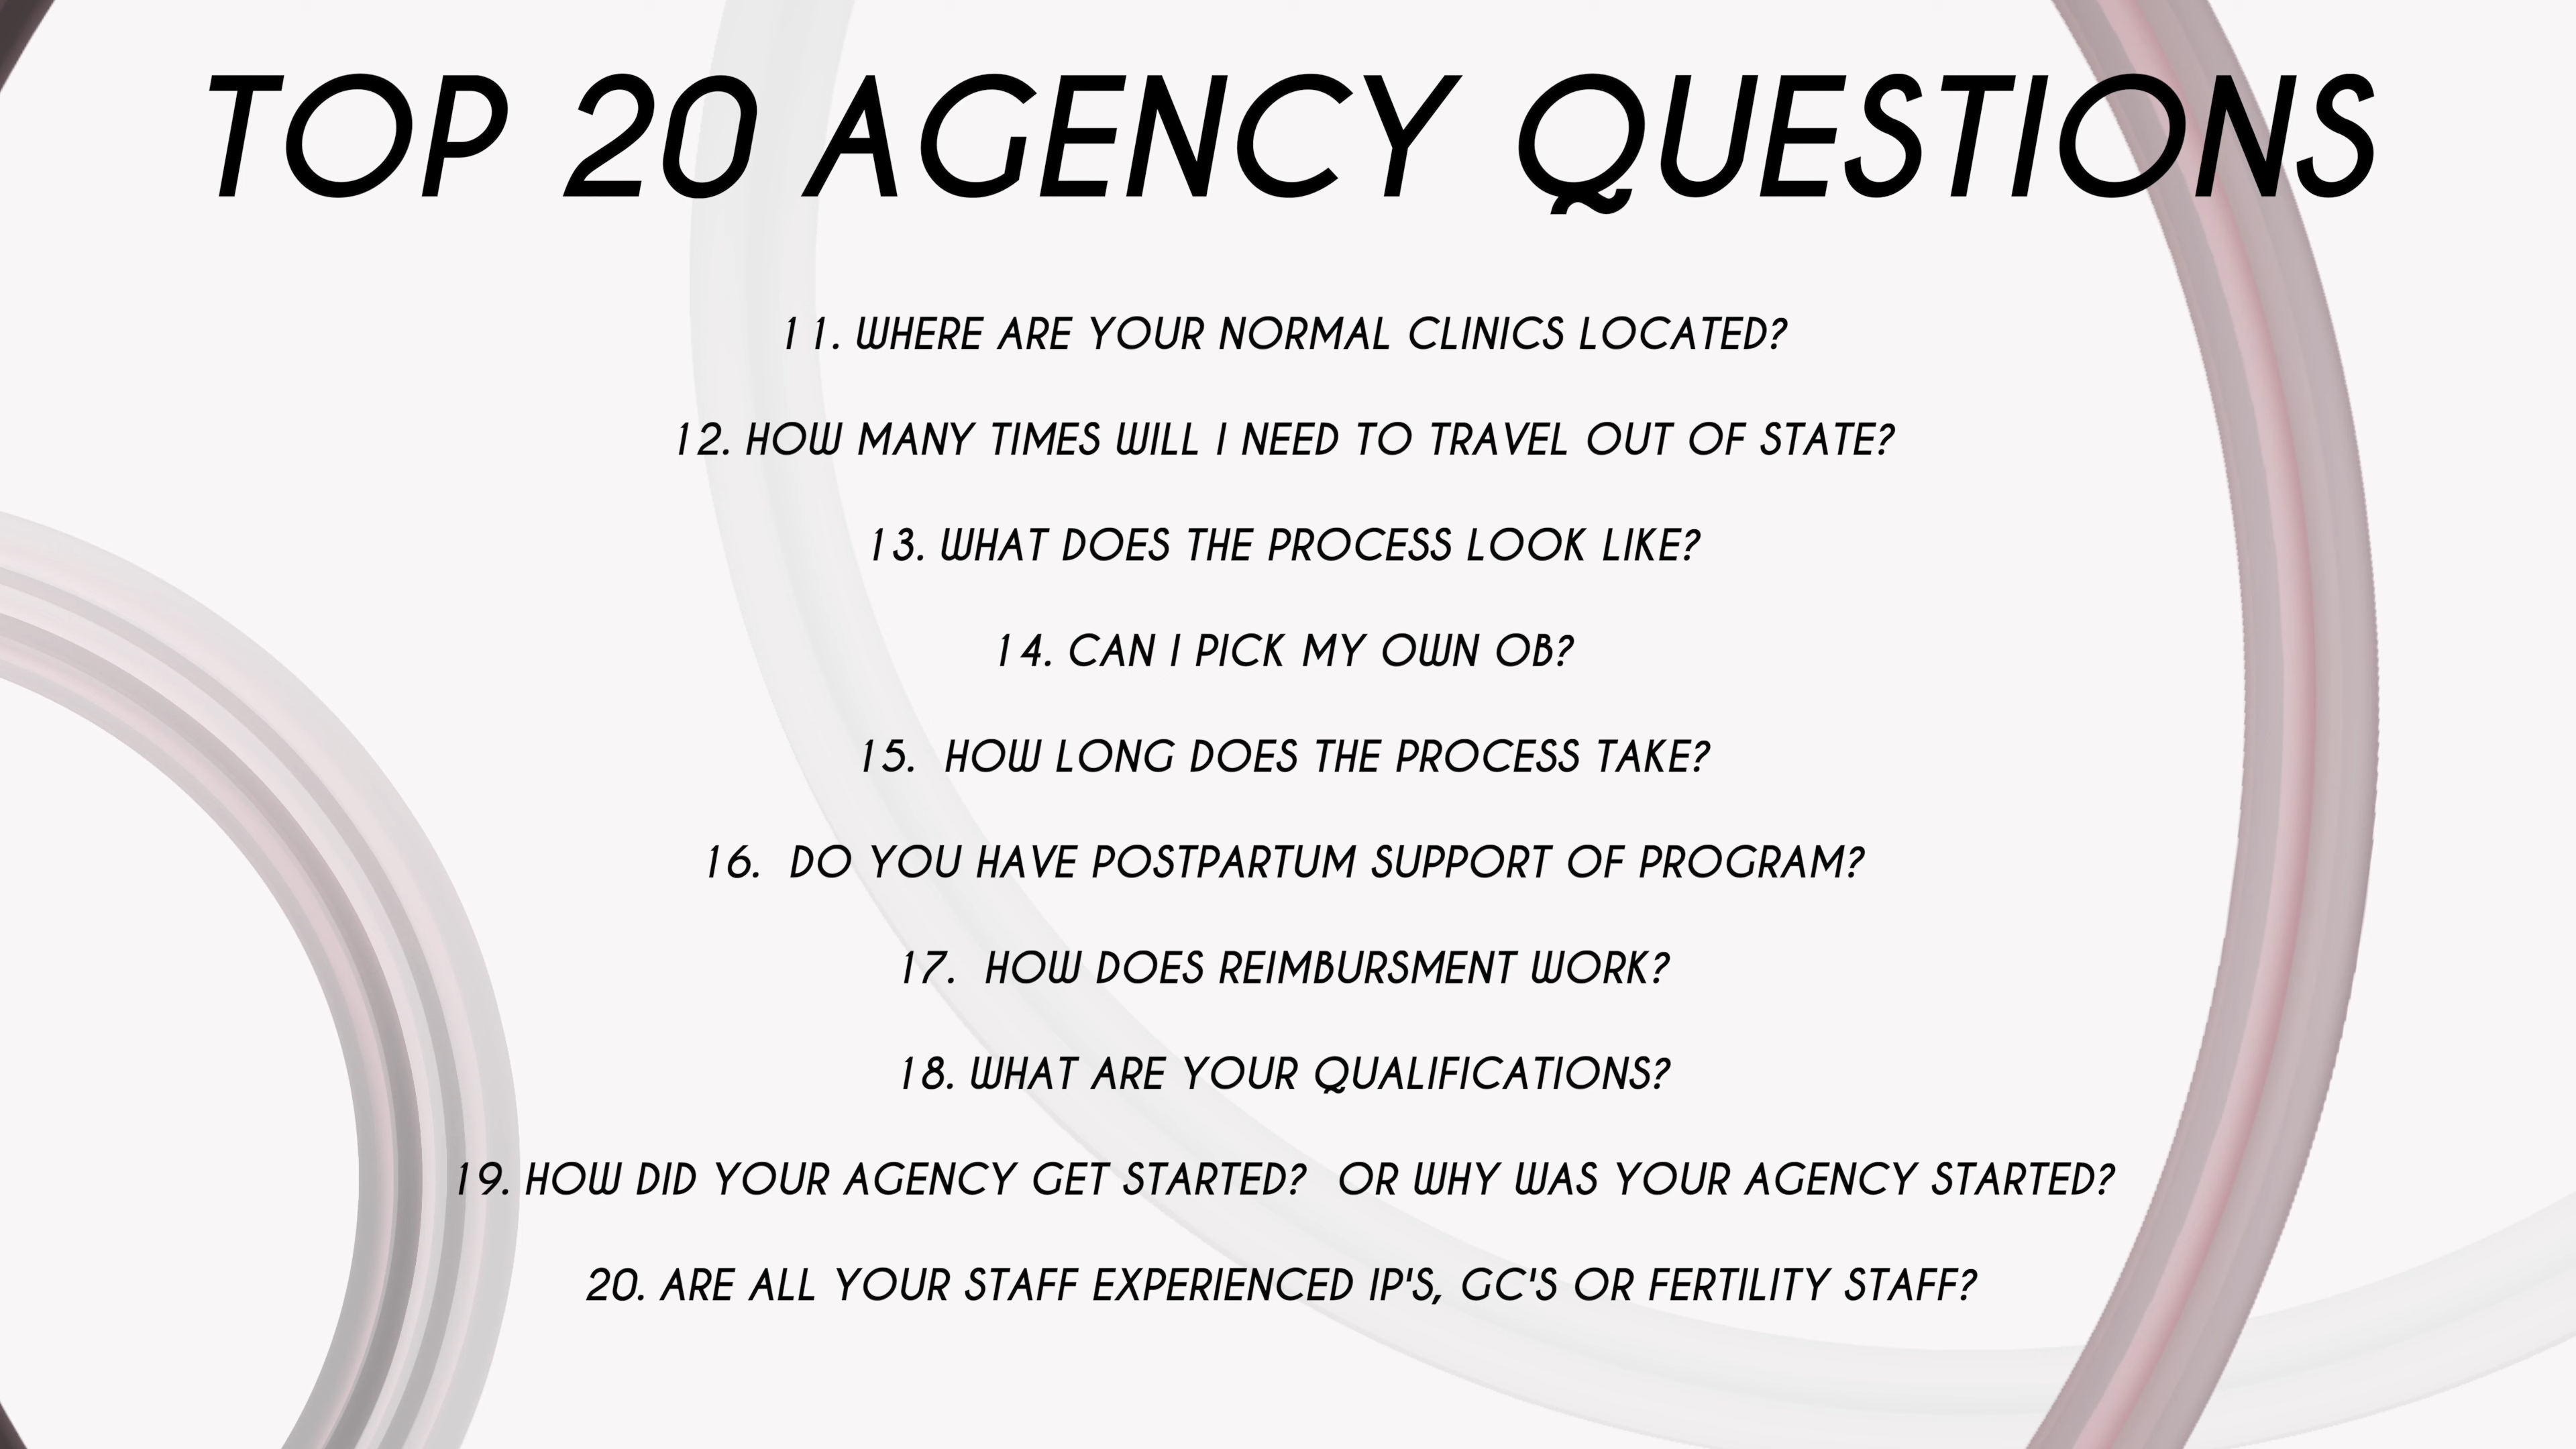 TOP 20 AGENCY QUESTIONS
11. WHERE ARE YOUR NORMAL CLINICS LOCATED?
12. HOW MANY TIMES WILL I NEED TO TRAVEL OUT OF STATE?
13. WHAT DOES THE PROCESS LOOK LIKE?
14. CAN I PICK MY OWN OB?
15. HOW LONG DOES THE PROCESS TAKE?
16. DO YOU HAVE POSTPARTUM SUPPORT OF PROGRAM?
17. HOW DOES REIMBURSMENT WORK?
18. WHAT ARE YOUR QUALIFICATIONS?
19. HOW DID YOUR AGENCY GET STARTED? OR WHY WAS YOUR AGENCY STARTED?
20. ARE ALL YOUR STAFF EXPERIENCED IP'S, GC'S OR FERTILITY STAFF?